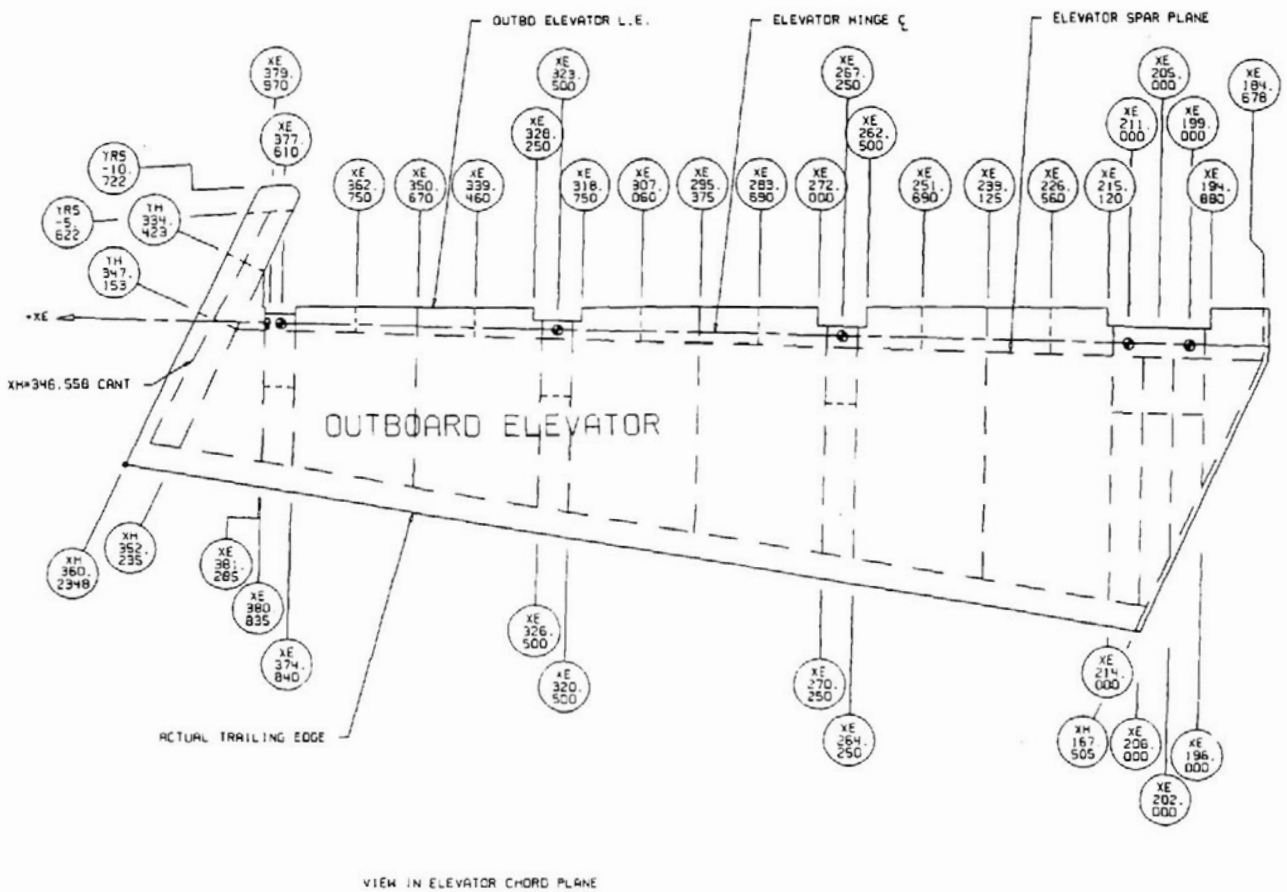 OUTBD ELEVATOR L.E.
ELEVATOR HINGE ℄
ELEVATOR SPAR PLANE
XE
379.
970
XE
323.
500
XE
267.
250
XE
205.
000
XE
184.
678
XE
377.
610
XE
328.
250
XE
262.
500
XE
211.
000
XE
199.
000
YRS
-10.
722
XE
362.
750
XE
350.
670
XE
339.
460
XE
318.
750
XE
307.
060
XE
295.
375
XE
283.
690
XE
272.
000
XE
251.
690
XE
239.
125
XE
226.
560
XE
215.
120
XE
194.
880
YRS
-5.
622
YH
334.
423
YH
347.
153
+XE
XH=346.558 CANT
OUTBOARD ELEVATOR
XH
360.
2348
XH
352.
235
XE
381.
285
XE
380
835
XE
374.
840
XE
326.
500
XE
320.
500
XE
270.
250
XE
264.
250
XE
214.
000
XH
167.
505
XE
208.
000
XE
196.
000
XE
202.
000
ACTUAL TRAILING EDGE
VIEW IN ELEVATOR CHORD PLANE